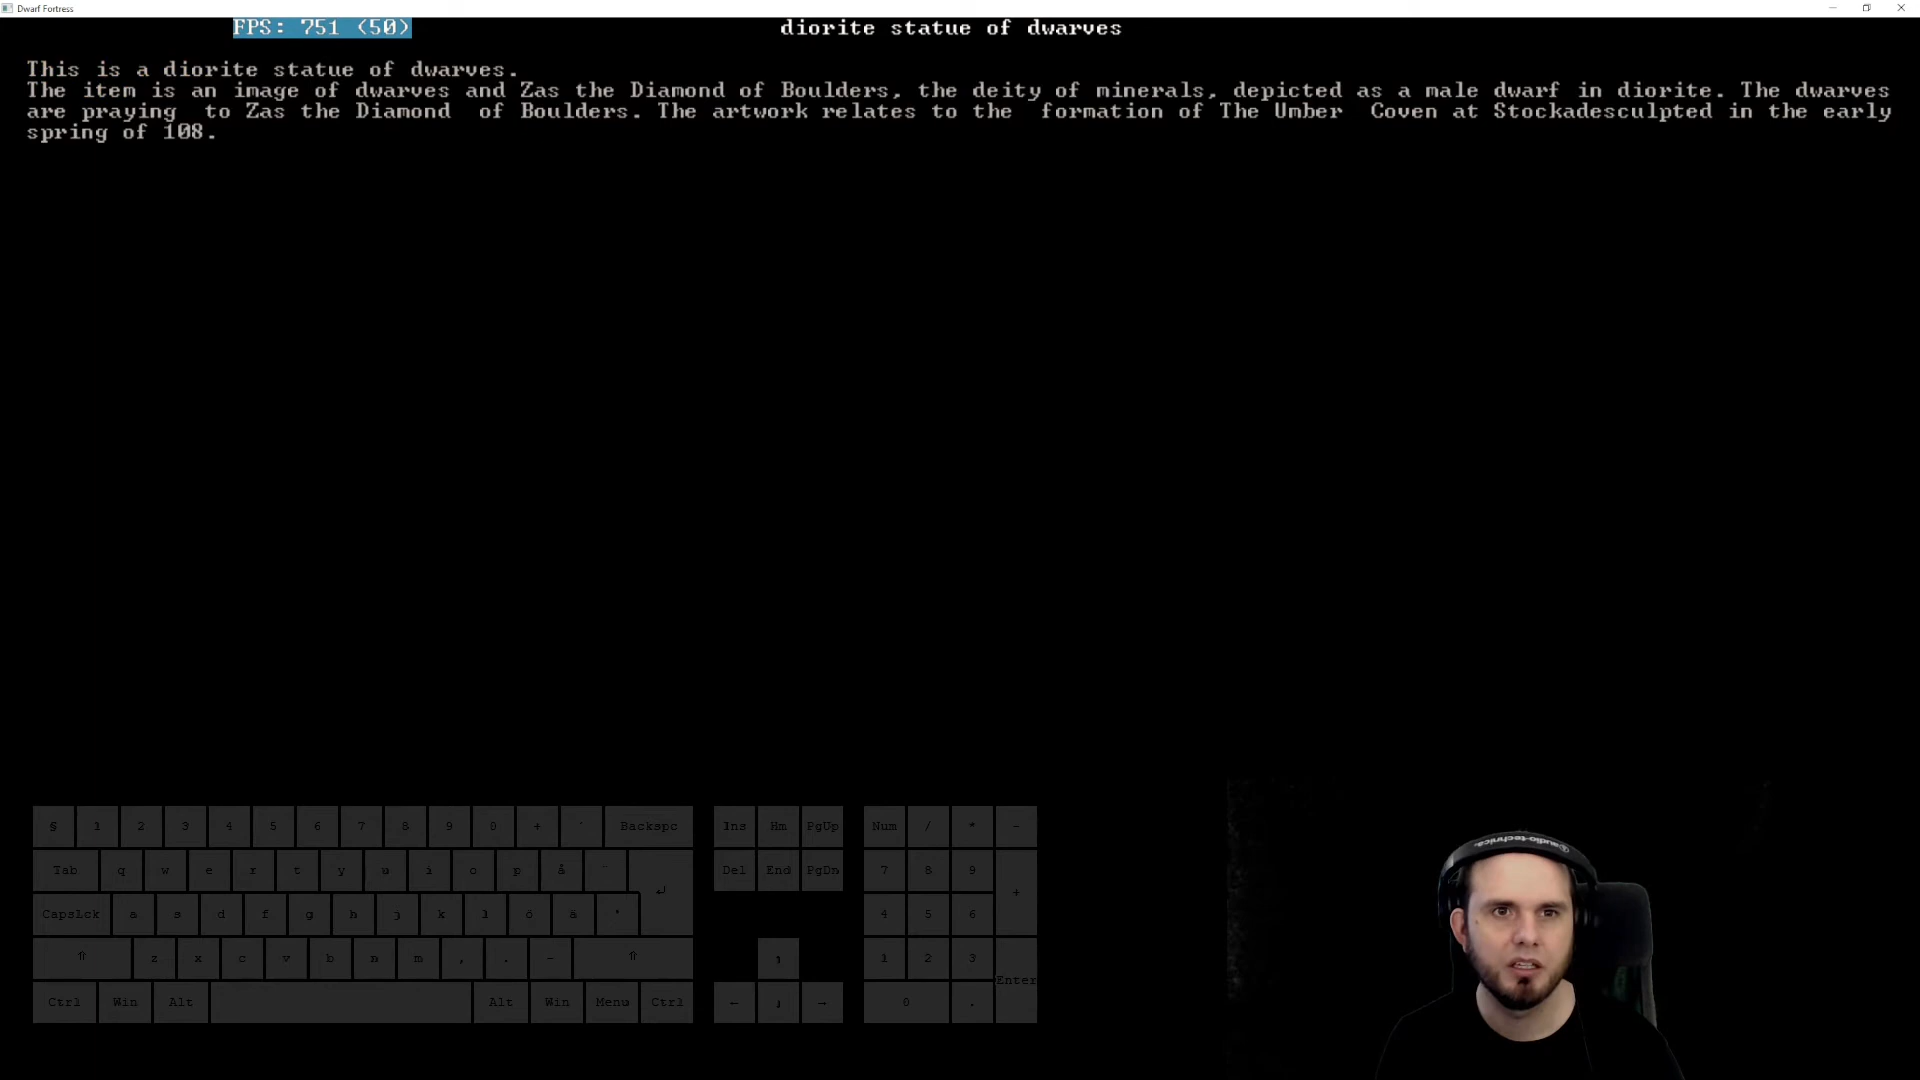 Dwarf Fortress
FPS: 751 (50)
diorite statue of dwarves
This is a diorite statue of dwarves.
The item is an image of dwarves and Zas the Diamond of Boulders, the deity of minerals, depicted as a male dwarf in diorite. The dwarves
are praying to Zas the Diamond of Boulders. The artwork relates to the formation of The Umber Coven at Stockadesculpted in the early
spring of 108.
§ 1 2 3 4 5 6 7 8 9 0 + ´ Backspc Ins Hm PgUp Num / * -
Tab q w e r t y u i o p å ¨ Del End PgDn 7 8 9 +
CapsLck a s d f g h j k l ö ä ' 4 5 6
⇧ z x c v b n m , . - ⇧ ↑ 1 2 3 Enter
Ctrl Win Alt Alt Win Menu Ctrl ← ↓ → 0 .
audio-technica